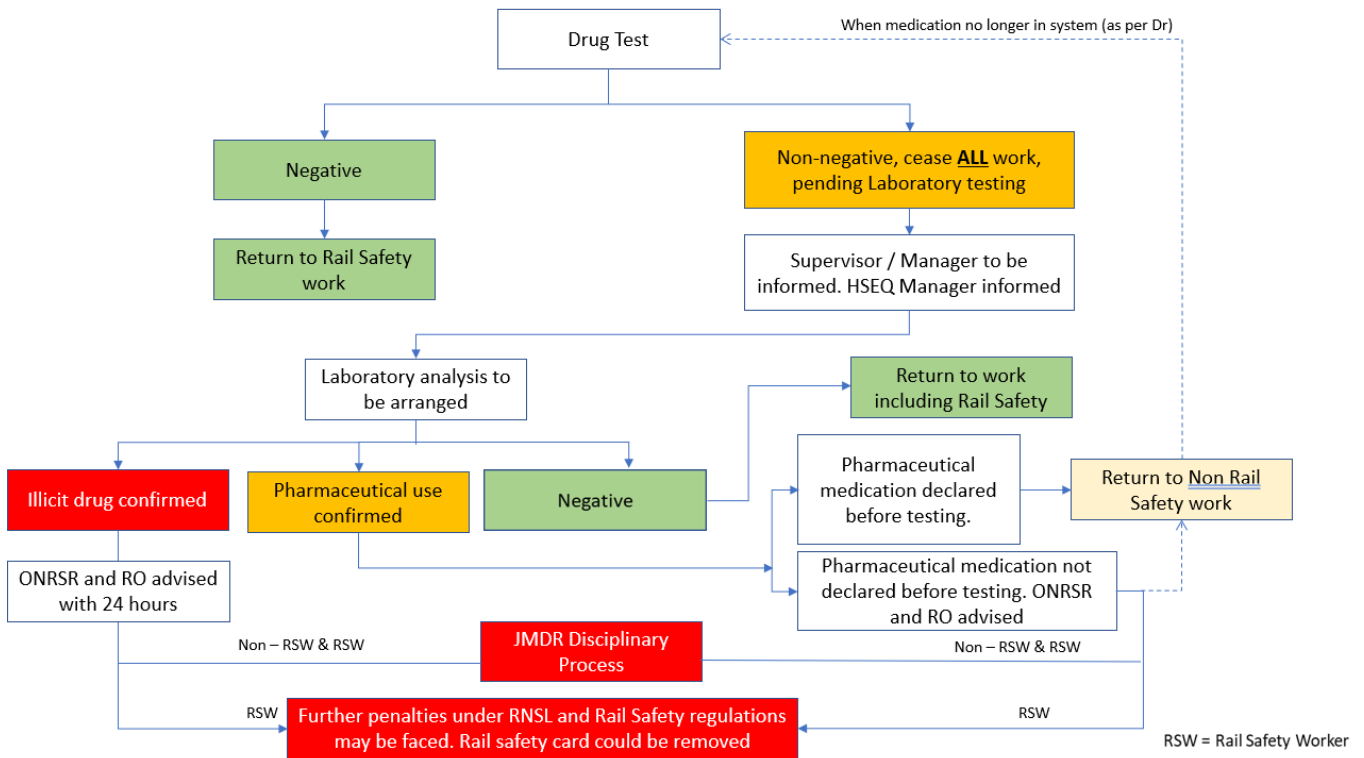 When medication no longer in system (as per Dr)
Drug Test
Negative
Non-negative, cease ALL work,
pending Laboratory testing
Return to Rail Safety
work
Supervisor / Manager to be
informed. HSEQ Manager informed
Laboratory analysis to
be arranged
Return to work
including Rail Safety
Illicit drug confirmed
Pharmaceutical use
confirmed
Negative
Pharmaceutical
medication declared
before testing.
Return to Non Rail
Safety work
ONRSR and RO advised
with 24 hours
Pharmaceutical medication not
declared before testing. ONRSR
and RO advised
Non – RSW & RSW
JMDR Disciplinary
Process
Non – RSW & RSW
RSW
Further penalties under RNSL and Rail Safety regulations
may be faced. Rail safety card could be removed
RSW
RSW = Rail Safety Worker